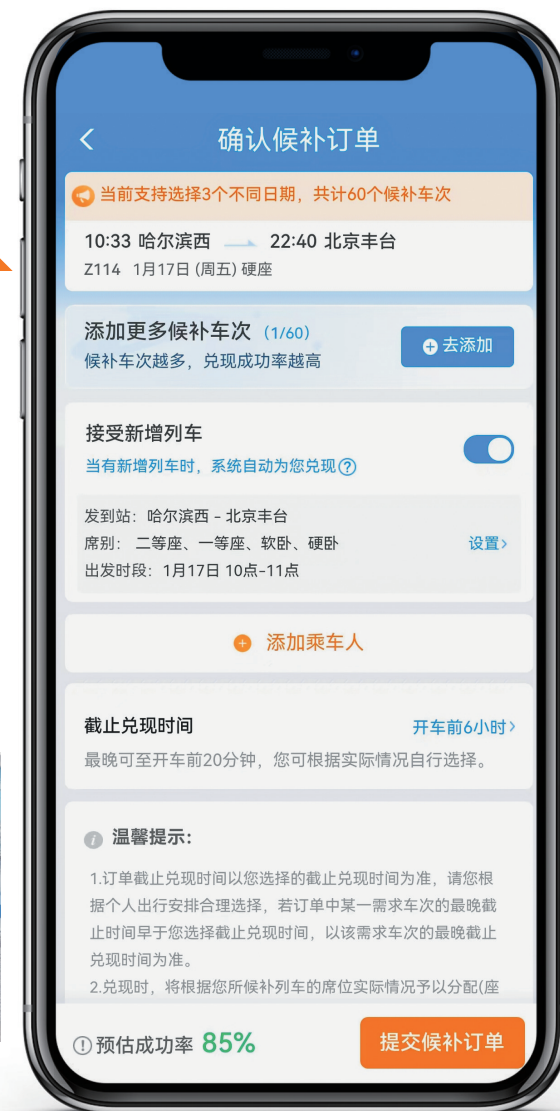 确认候补订单
当前支持选择3个不同日期，共计60个候补车次
10:33 哈尔滨西 22:40 北京丰台
Z114 1月17日(周五)硬座
添加更多候补车次（1/60）
去添加
候补车次越多，兑现成功率越高
接受新增列车
当有新增列车时，系统自动为您兑现?
发到站：哈尔滨西-北京丰台
席别：二等座、一等座、软卧、硬卧 设置>
出发时段：1月17日 10点-11点
添加乘车人
截止兑现时间 开车前6小时>
最晚可至开车前20分钟，您可根据实际情况自行选择。
温馨提示:
1.订单截止兑现时间以您选择的截止兑现时间为准，请您根
据个人出行安排合理选择，若订单中某一需求车次的最晚截
止时间早于您选择截止兑现时间，以该需求车次的最晚截止
兑现时间为准。
2.兑现时，将根据您所候补列车的席位实际情况予以分配(座
预估成功率 85% 提交候补订单